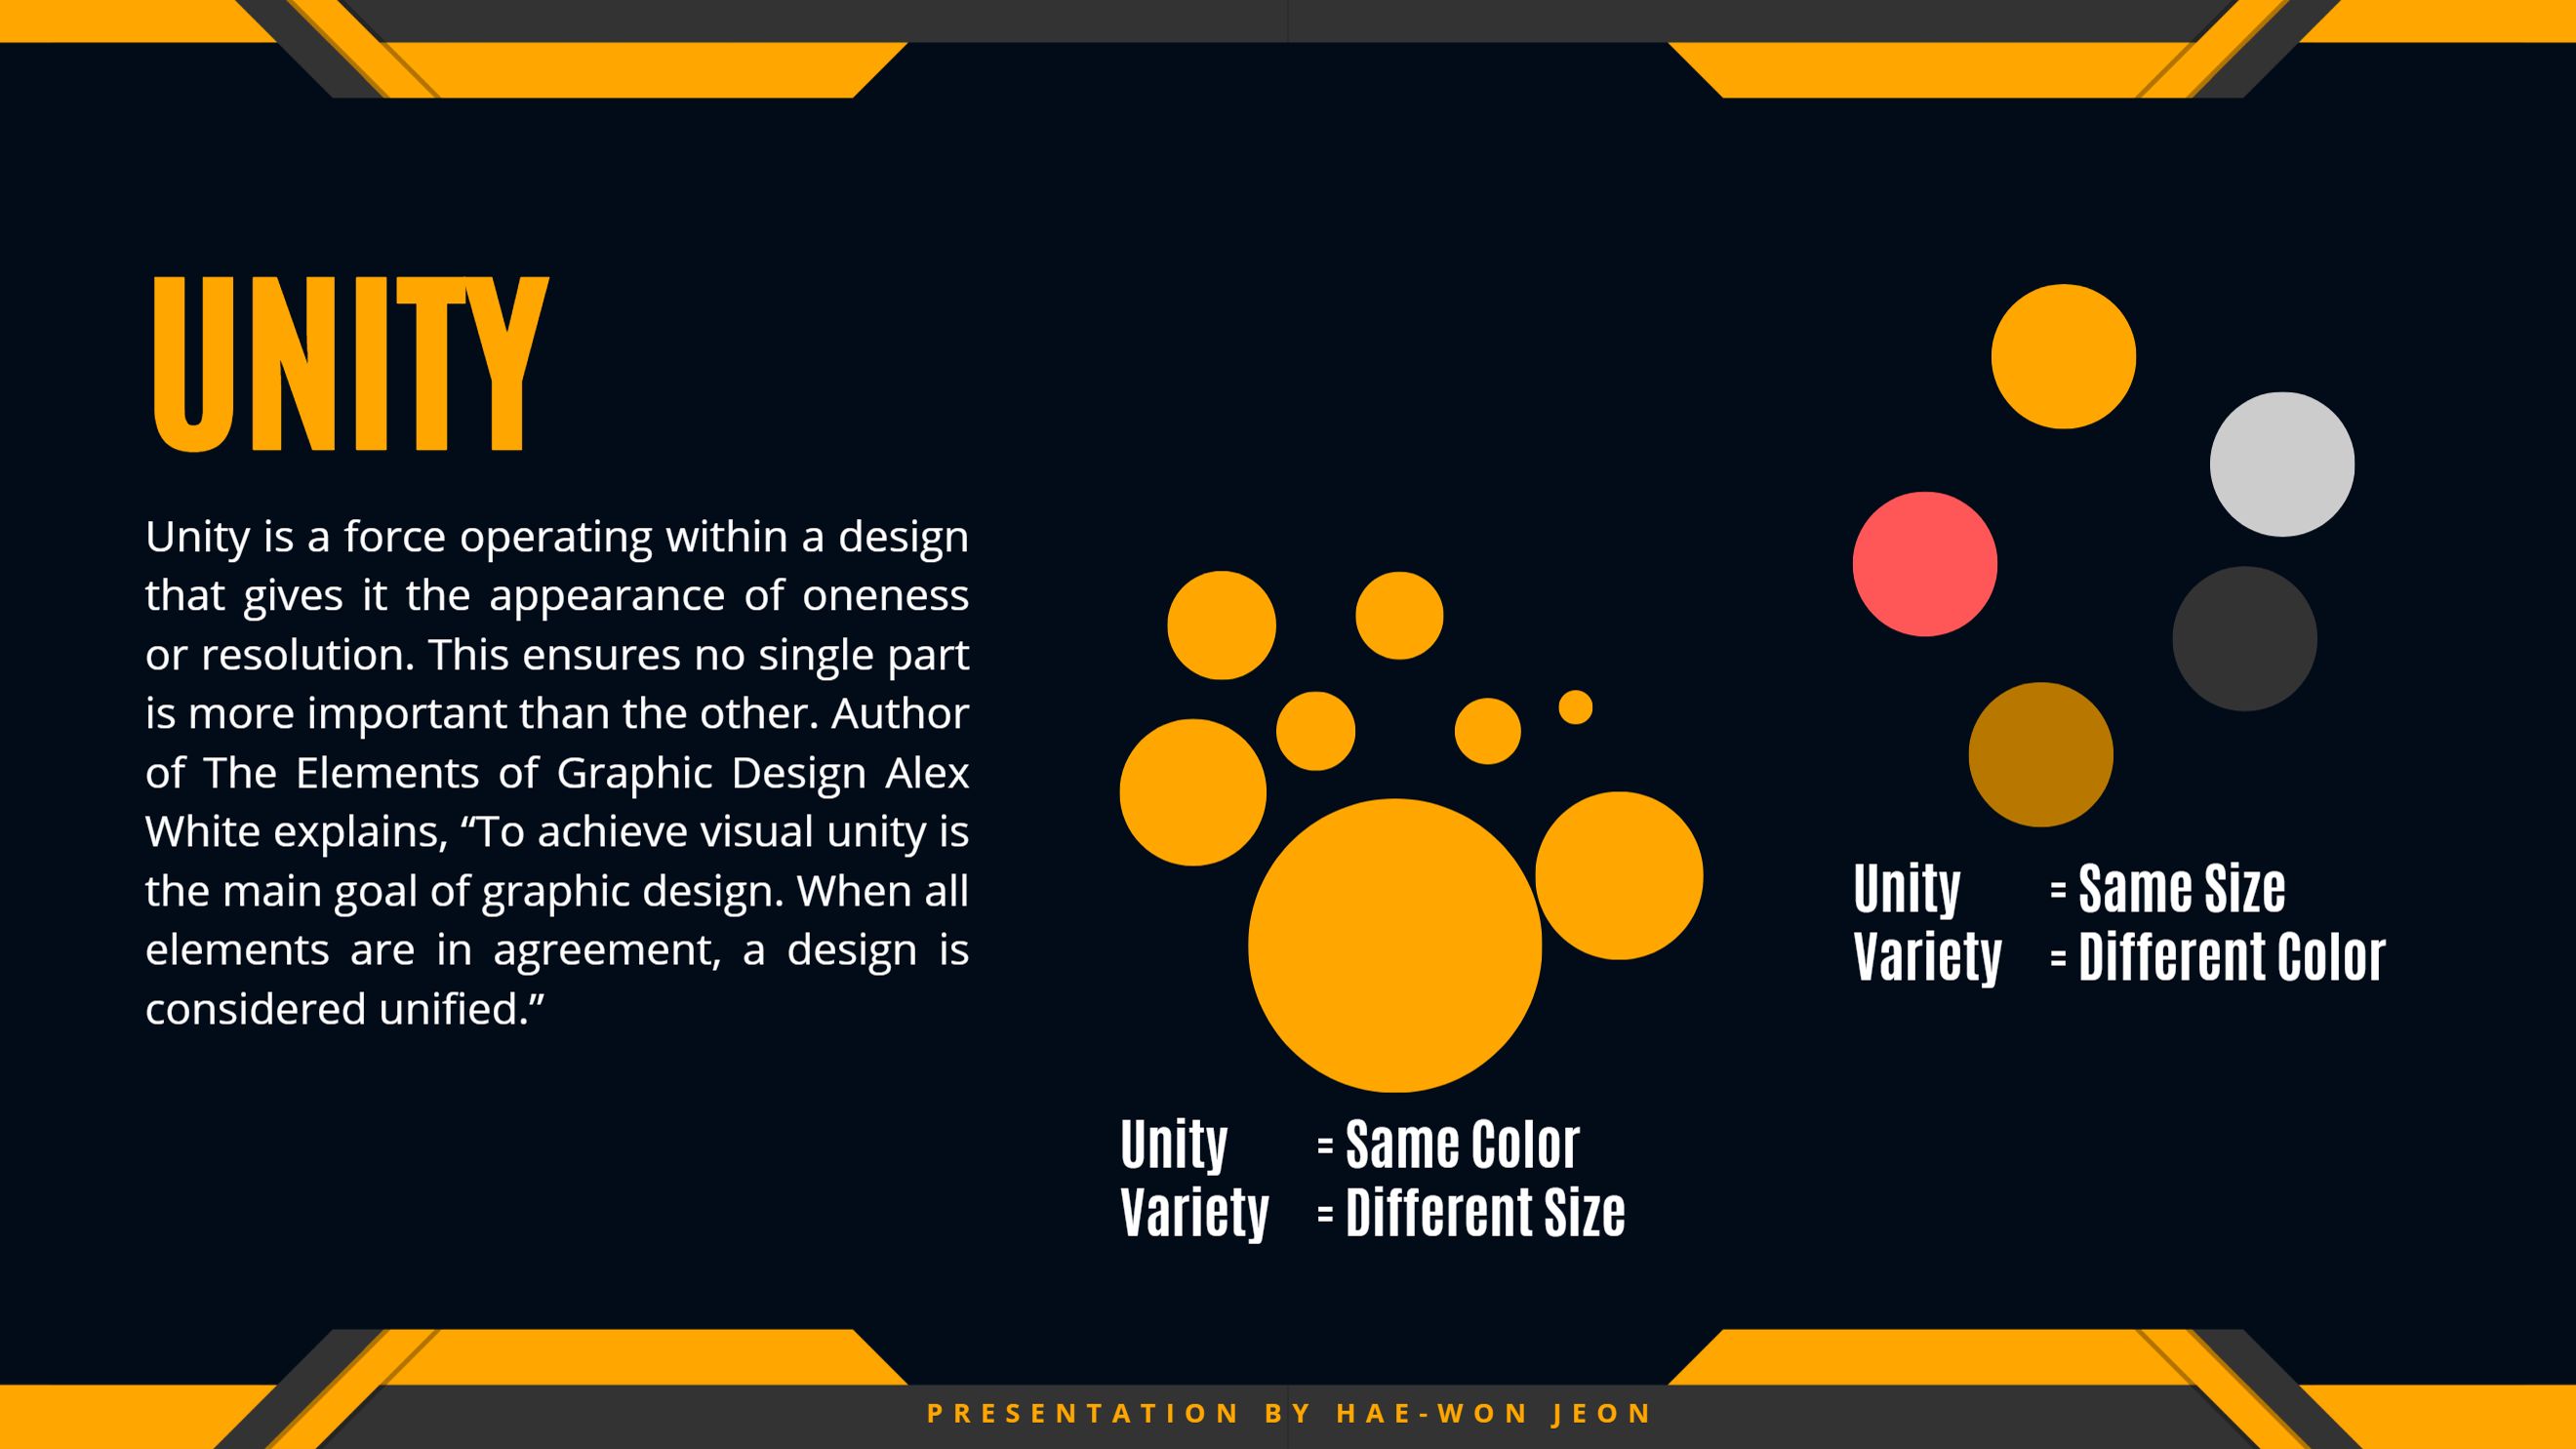 UNITY
Unity is a force operating within a design
that gives it the appearance of oneness
or resolution. This ensures no single part
is more important than the other. Author
of The Elements of Graphic Design Alex
White explains, “To achieve visual unity is
the main goal of graphic design. When all
elements are in agreement, a design is
considered unified.”
Unity = Same Color
Variety = Different Size
Unity = Same Size
Variety = Different Color
PRESENTATION BY HAE-WON JEON